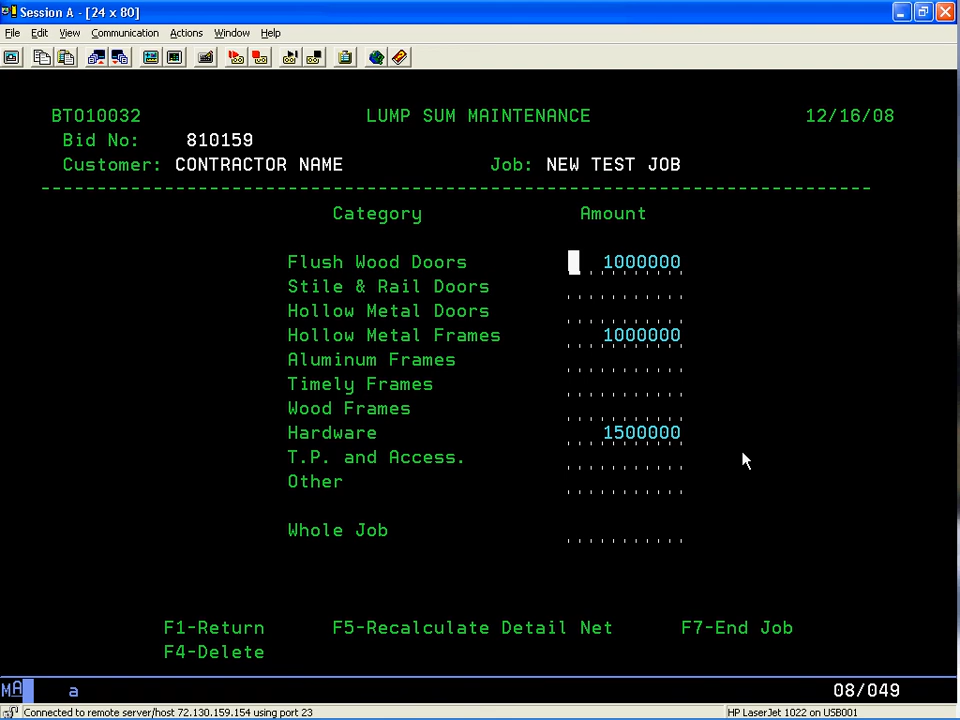 Session A - [24 x 80]
File Edit View Communication Actions Window Help
BTO10032 LUMP SUM MAINTENANCE 12/16/08
Bid No: 810159
Customer: CONTRACTOR NAME Job: NEW TEST JOB
Category Amount
Flush Wood Doors 1000000
Stile & Rail Doors
Hollow Metal Doors
Hollow Metal Frames 1000000
Aluminum Frames
Timely Frames
Wood Frames
Hardware 1500000
T.P. and Access.
Other
Whole Job
F1-Return F5-Recalculate Detail Net F7-End Job
F4-Delete
MA a 08/049
Connected to remote server/host 72.130.159.154 using port 23 HP LaserJet 1022 on USB001